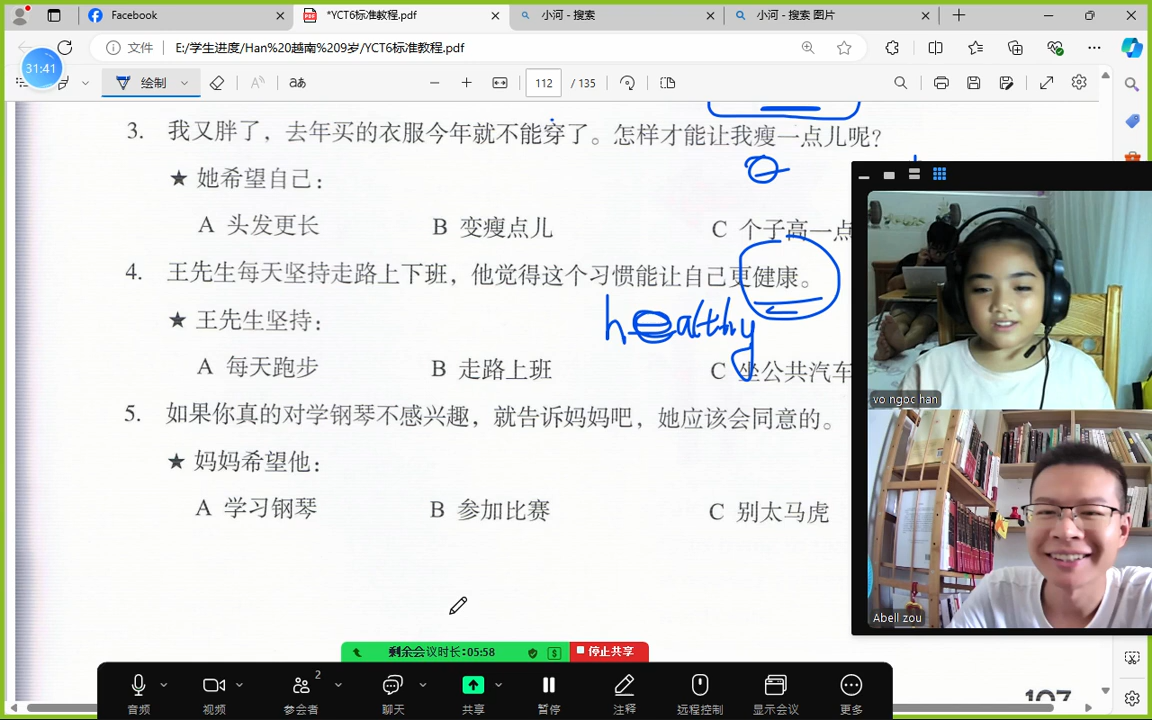 Facebook
*YCT6标准教程.pdf
小河 - 搜索
小河 - 搜索 图片
文件 E:/学生进度/Han%20越南%209岁/YCT6标准教程.pdf
31:41
绘制
aあ
112 / 135
3. 我又胖了，去年买的衣服今年就不能穿了。怎样才能让我瘦一点儿呢？
★ 她希望自己：
A 头发更长 B 变瘦点儿 C 个子高一点
4. 王先生每天坚持走路上下班，他觉得这个习惯能让自己更健康。
healthy
★ 王先生坚持：
A 每天跑步 B 走路上班 C 坐公共汽车
5. 如果你真的对学钢琴不感兴趣，就告诉妈妈吧，她应该会同意的。
★ 妈妈希望他：
A 学习钢琴 B 参加比赛 C 别太马虎
vo ngoc han
Abell zou
剩余会议时长:05:58 停止共享
107
2
音频 视频 参会者 聊天 共享 暂停 注释 远程控制 显示会议 更多